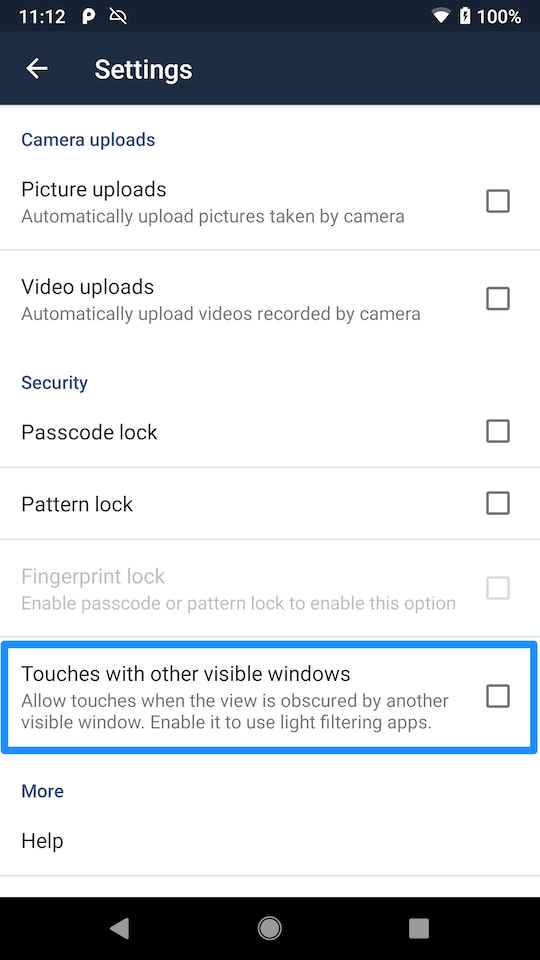 11:12 100%
Settings
Camera uploads
Picture uploads
Automatically upload pictures taken by camera
Video uploads
Automatically upload videos recorded by camera
Security
Passcode lock
Pattern lock
Fingerprint lock
Enable passcode or pattern lock to enable this option
Touches with other visible windows
Allow touches when the view is obscured by another
visible window. Enable it to use light filtering apps.
More
Help